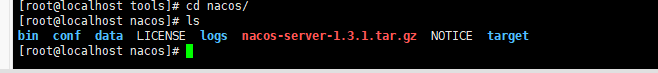 [root@localhost tools]# cd nacos/
[root@localhost nacos]# ls
bin conf data LICENSE logs nacos-server-1.3.1.tar.gz NOTICE target
[root@localhost nacos]#